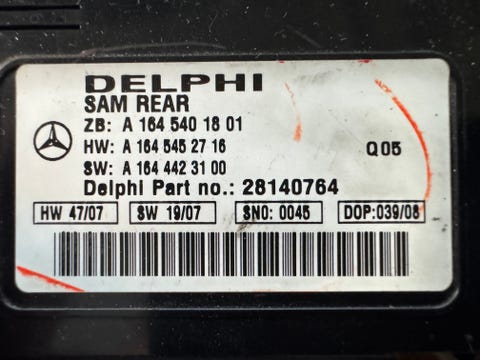 DELPHI
SAM REAR
ZB: A 164 540 18 01
HW: A 164 545 27 16 Q05
SW: A 164 442 31 00
Delphi Part no.: 28140764
HW 47/07 SW 19/07 SNO: 0045 DOP:039/08